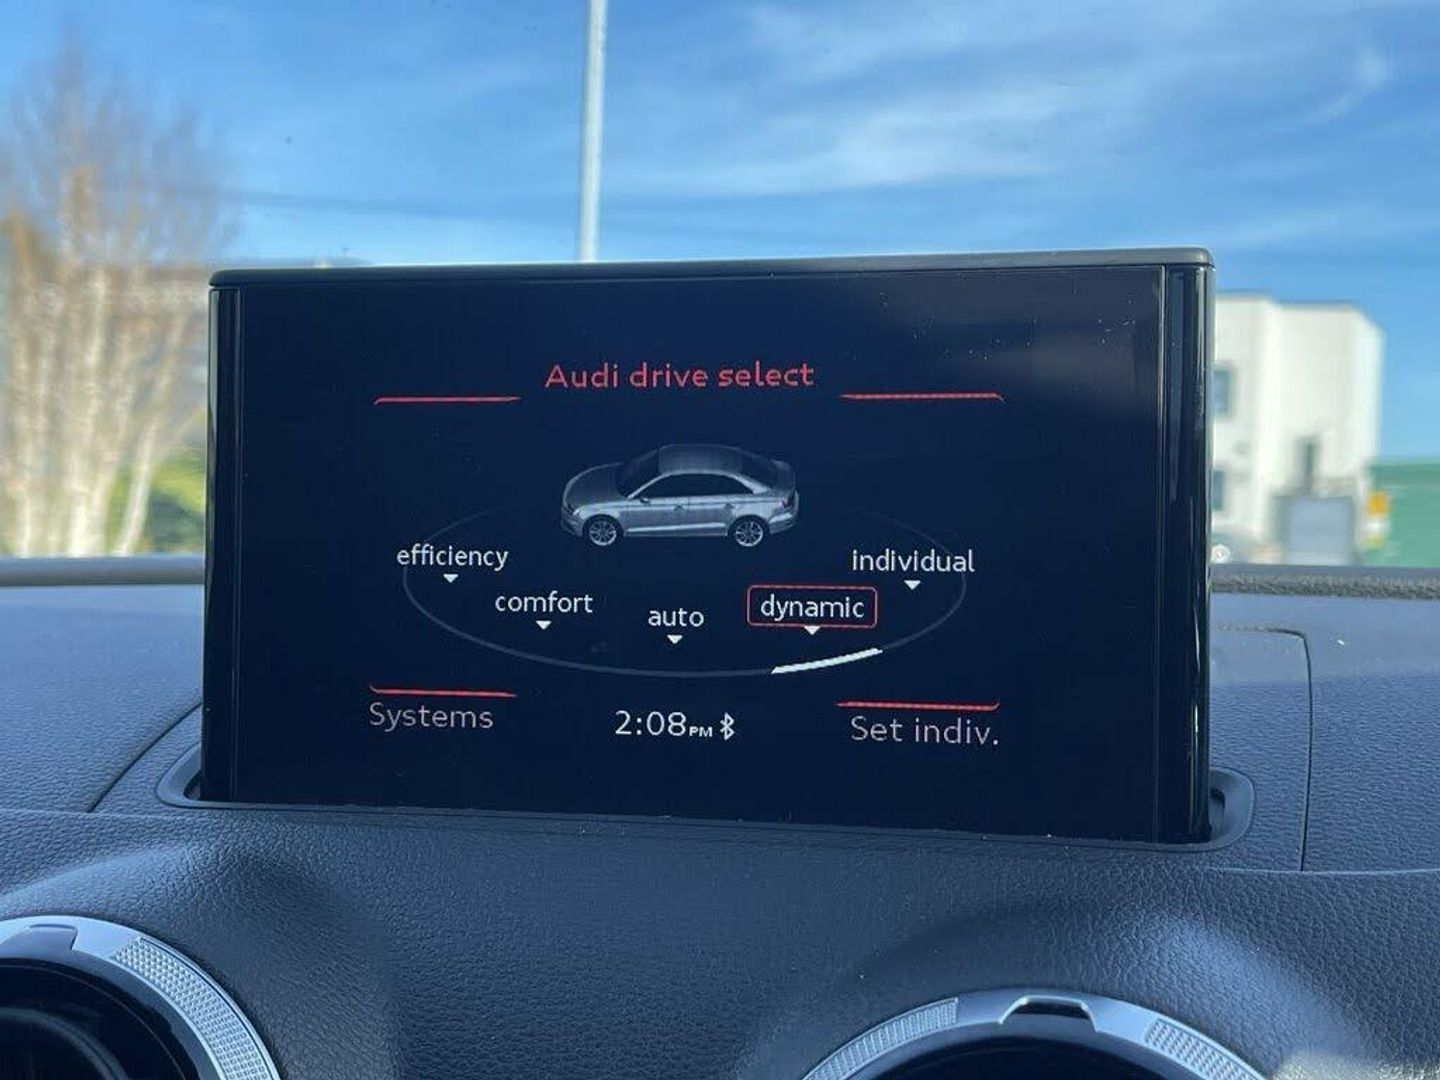 Audi drive select
efficiency
individual
comfort
auto
dynamic
Systems
2:08PM
Set indiv.